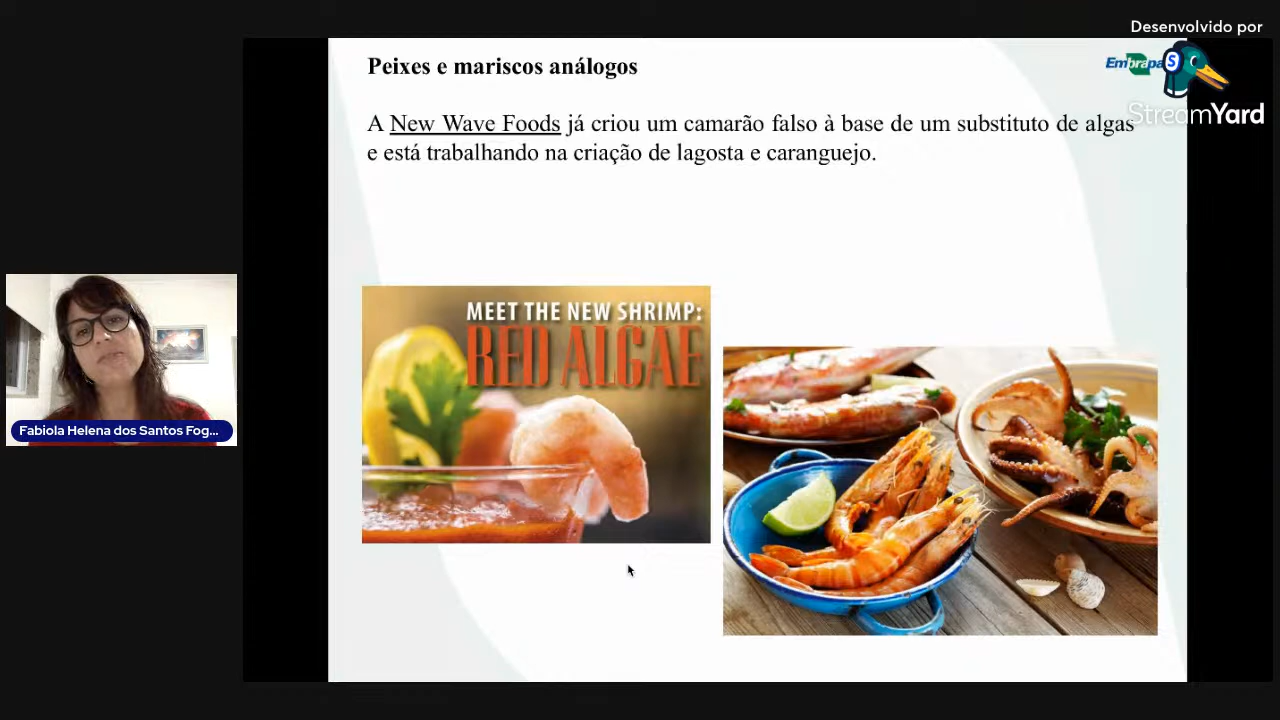 Desenvolvido por
StreamYard
Embrapa
Peixes e mariscos análogos
A New Wave Foods já criou um camarão falso à base de um substituto de algas
e está trabalhando na criação de lagosta e caranguejo.
MEET THE NEW SHRIMP:
RED ALGAE
Fabiola Helena dos Santos Fog...